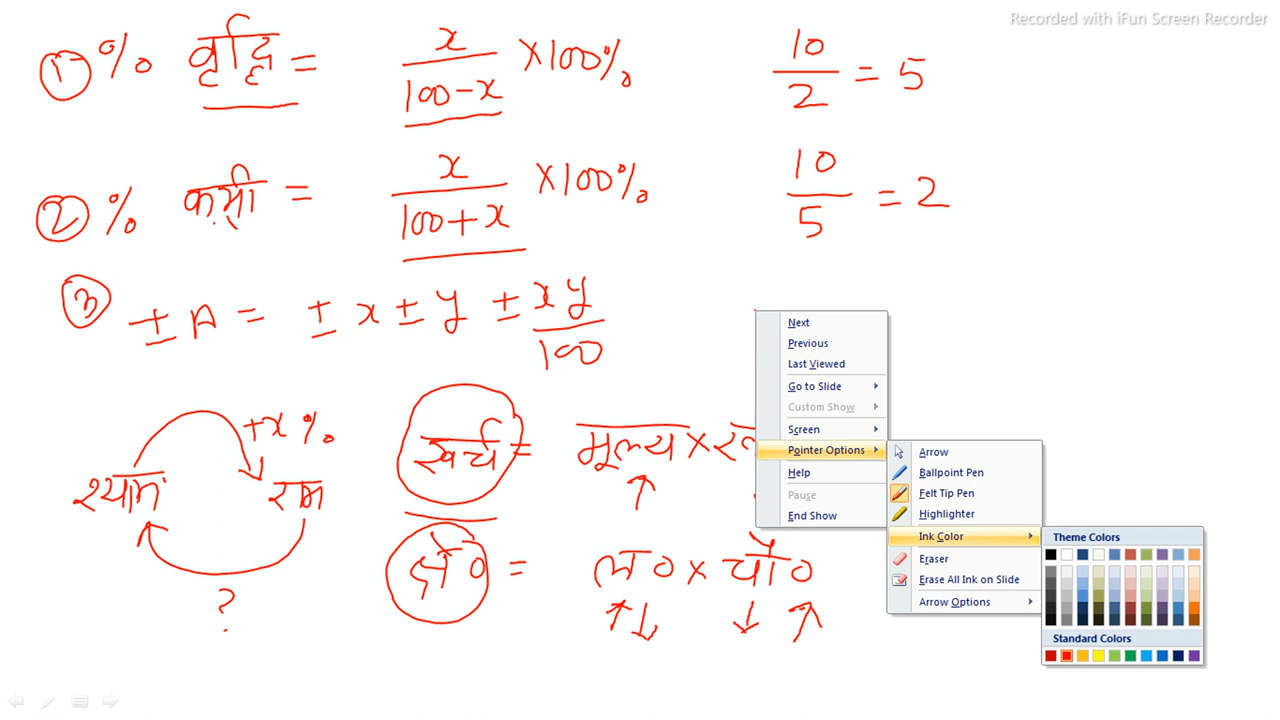 Recorded with iFun Screen Recorder
① % वृद्धि = x/(100-x) ×100%
10/2 = 5
② % कमी = x/(100+x) ×100%
10/5 = 2
③ ± A = ± x ± y ± xy/100
+x%
श्याम राम
?
खर्च = मूल्य ×
↑
क्षे० = ल० × चौ०
↑↓ ↓ ↑
Next
Previous
Last Viewed
Go to Slide
Custom Show
Screen
Pointer Options
Help
Pause
End Show
Arrow
Ballpoint Pen
Felt Tip Pen
Highlighter
Ink Color
Eraser
Erase All Ink on Slide
Arrow Options
Theme Colors
Standard Colors